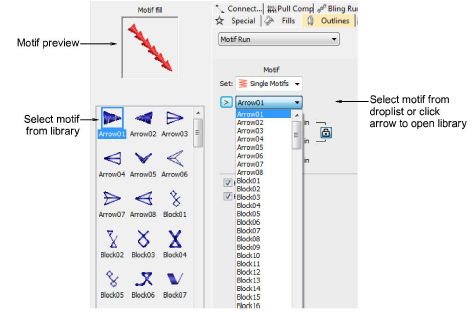 Motif fill
Motif preview
Select motif
from library
Arrow01 Arrow02 Arrow03
Arrow04 Arrow05 Arrow06
Arrow07 Arrow08 Block01
Block02 Block03 Block04
Block05 Block06 Block07
Connect... Pull Comp Bling Run
Special Fills Outlines
Motif Run
Motif
Set: Single Motifs
> Arrow01
Arrow01
Arrow02
Arrow03
Arrow04
Arrow05
Arrow06
Arrow07
Arrow08
Block01
Block02
Block03
Block04
Block05
Block06
Block07
Block08
Block09
Block10
Block11
Block12
Block13
Block14
Block15
Block16
in
in
Select motif from
droplist or click
arrow to open library